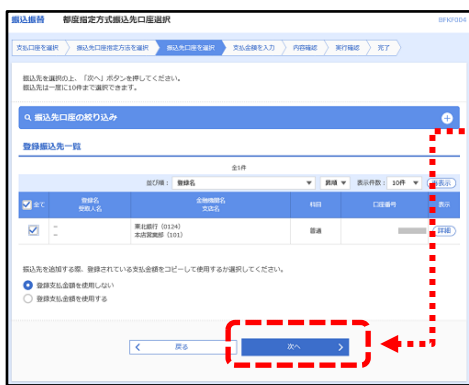 振込振替 都度指定方式振込先口座選択 BFKF004
支払口座を選択 振込先口座指定方法を選択 振込先口座を選択 支払金額を入力 内容確認 実行確認 完了
振込先を選択の上、「次へ」ボタンを押してください。
振込先は一度に10件まで選択できます。
振込先口座の絞り込み
登録振込先一覧
全1件
並び順： 登録名 昇順 表示件数： 10件 再表示
全て 登録名 金融機関名 科目 口座番号 表示
受取人名 支店名
東北銀行（0124） 普通 詳細
本店営業部（101）
振込先を追加する際、登録されている支払金額をコピーして使用するか選択してください。
登録支払金額を使用しない
登録支払金額を使用する
戻る 次へ